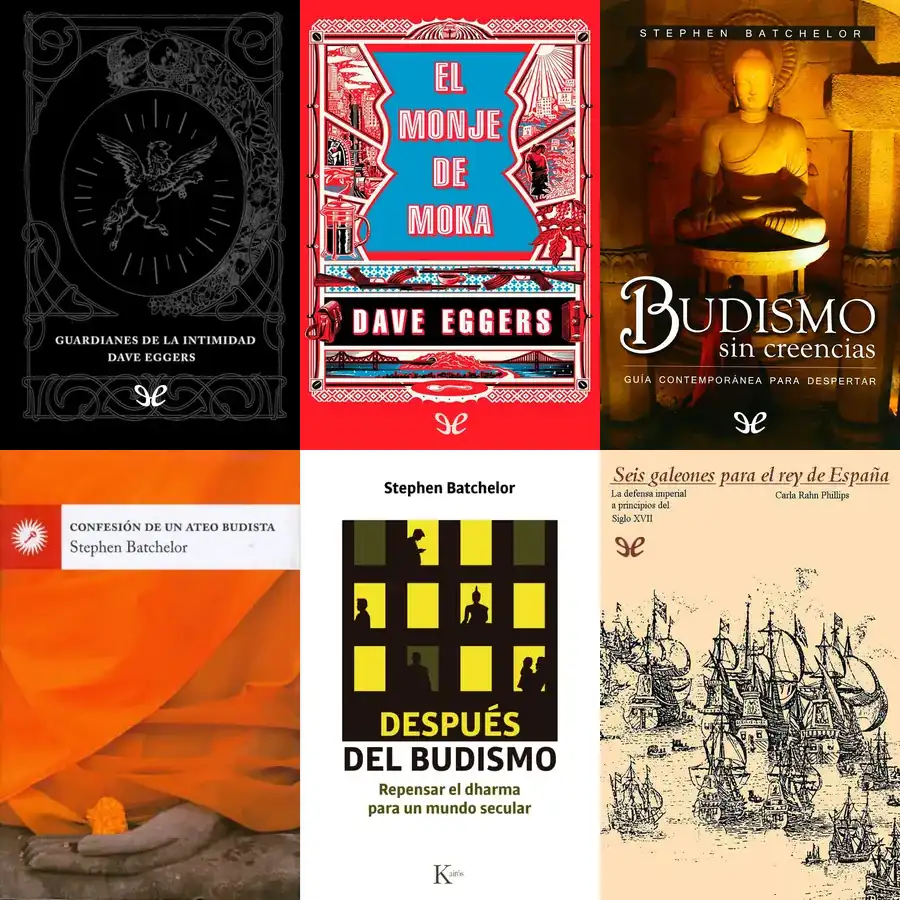 GUARDIANES DE LA INTIMIDAD
DAVE EGGERS
EL
MONJE
DE
MOKA
DAVE EGGERS
STEPHEN BATCHELOR
BUDISMO
sin creencias
GUÍA CONTEMPORÁNEA PARA DESPERTAR
CONFESIÓN DE UN ATEO BUDISTA
Stephen Batchelor
Stephen Batchelor
DESPUÉS
DEL BUDISMO
Repensar el dharma
para un mundo secular
Kairós
Seis galeones para el rey de España
La defensa imperial
a principios del
Siglo XVII
Carla Rahn Phillips